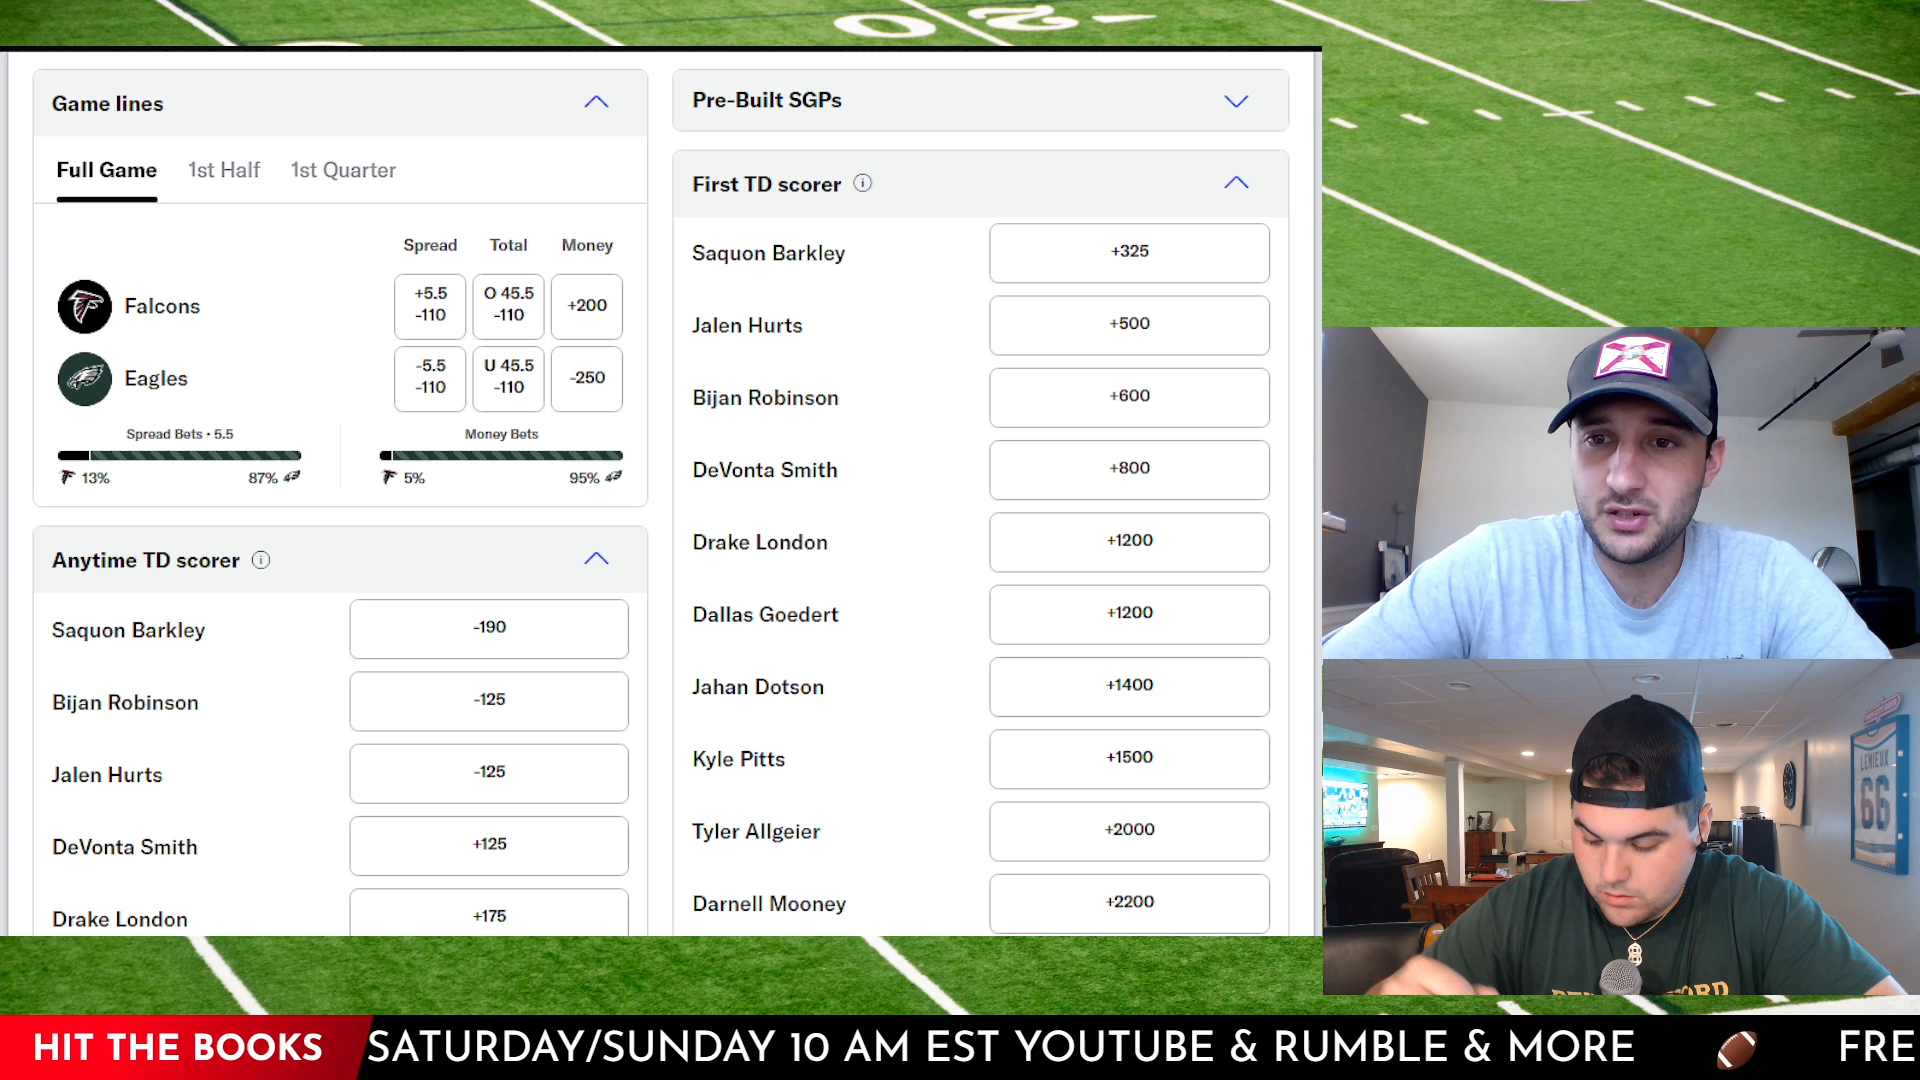 Game lines
Full Game 1st Half 1st Quarter
Spread Total Money
Falcons +5.5 -110 O 45.5 -110 +200
Eagles -5.5 -110 U 45.5 -110 -250
Spread Bets • 5.5 Money Bets
13% 87% 5% 95%
Anytime TD scorer
Saquon Barkley -190
Bijan Robinson -125
Jalen Hurts -125
DeVonta Smith +125
Drake London +175
Pre-Built SGPs
First TD scorer
Saquon Barkley +325
Jalen Hurts +500
Bijan Robinson +600
DeVonta Smith +800
Drake London +1200
Dallas Goedert +1200
Jahan Dotson +1400
Kyle Pitts +1500
Tyler Allgeier +2000
Darnell Mooney +2200
LEMIEUX
66
HIT THE BOOKS SATURDAY/SUNDAY 10 AM EST YOUTUBE & RUMBLE & MORE FRE